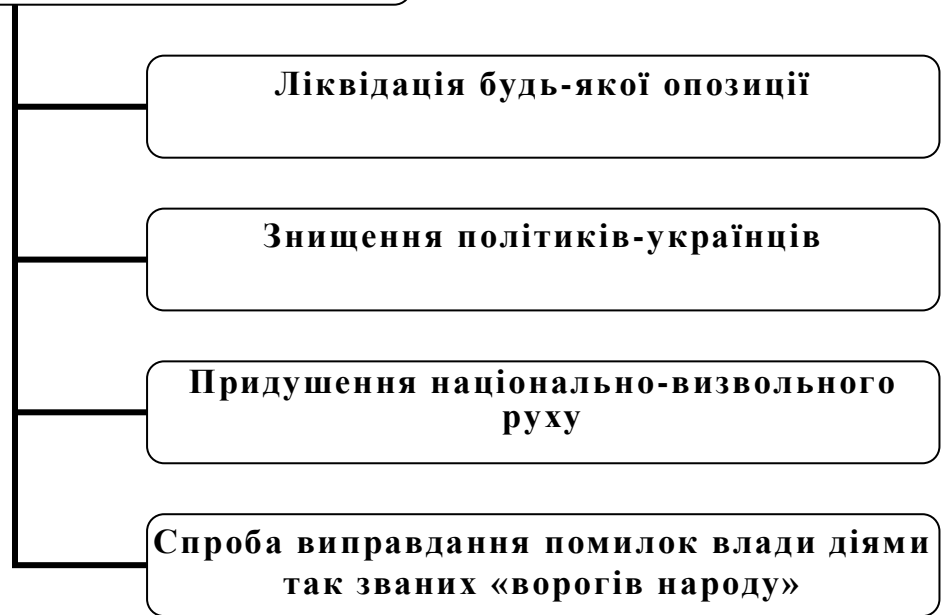 Ліквідація будь-якої опозиції
Знищення політиків-українців
Придушення національно-визвольного
руху
Спроба виправдання помилок влади діями
так званих «ворогів народу»